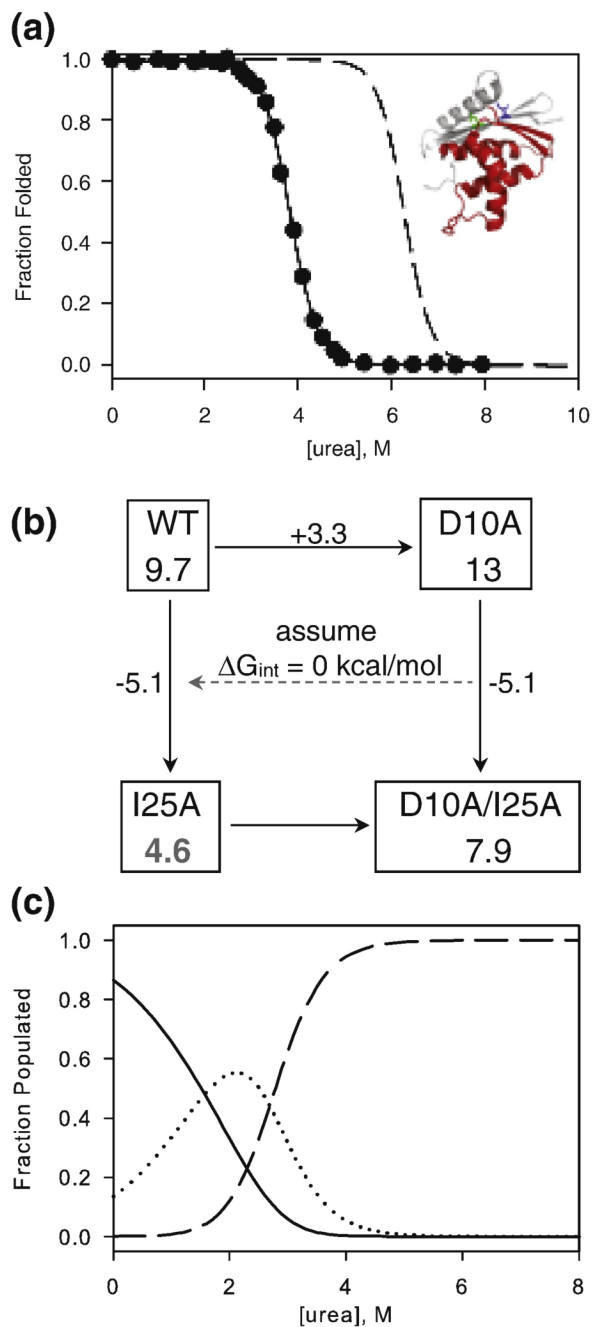 (a)
1.0
0.8
0.6
0.4
0.2
0.0
Fraction Folded
0 2 4 6 8 10
[urea], M
(b)
WT
9.7
+3.3
D10A
13
assume
ΔGint = 0 kcal/mol
-5.1
-5.1
I25A
4.6
D10A/I25A
7.9
(c)
1.0
0.8
0.6
0.4
0.2
0.0
Fraction Populated
0 2 4 6 8
[urea], M